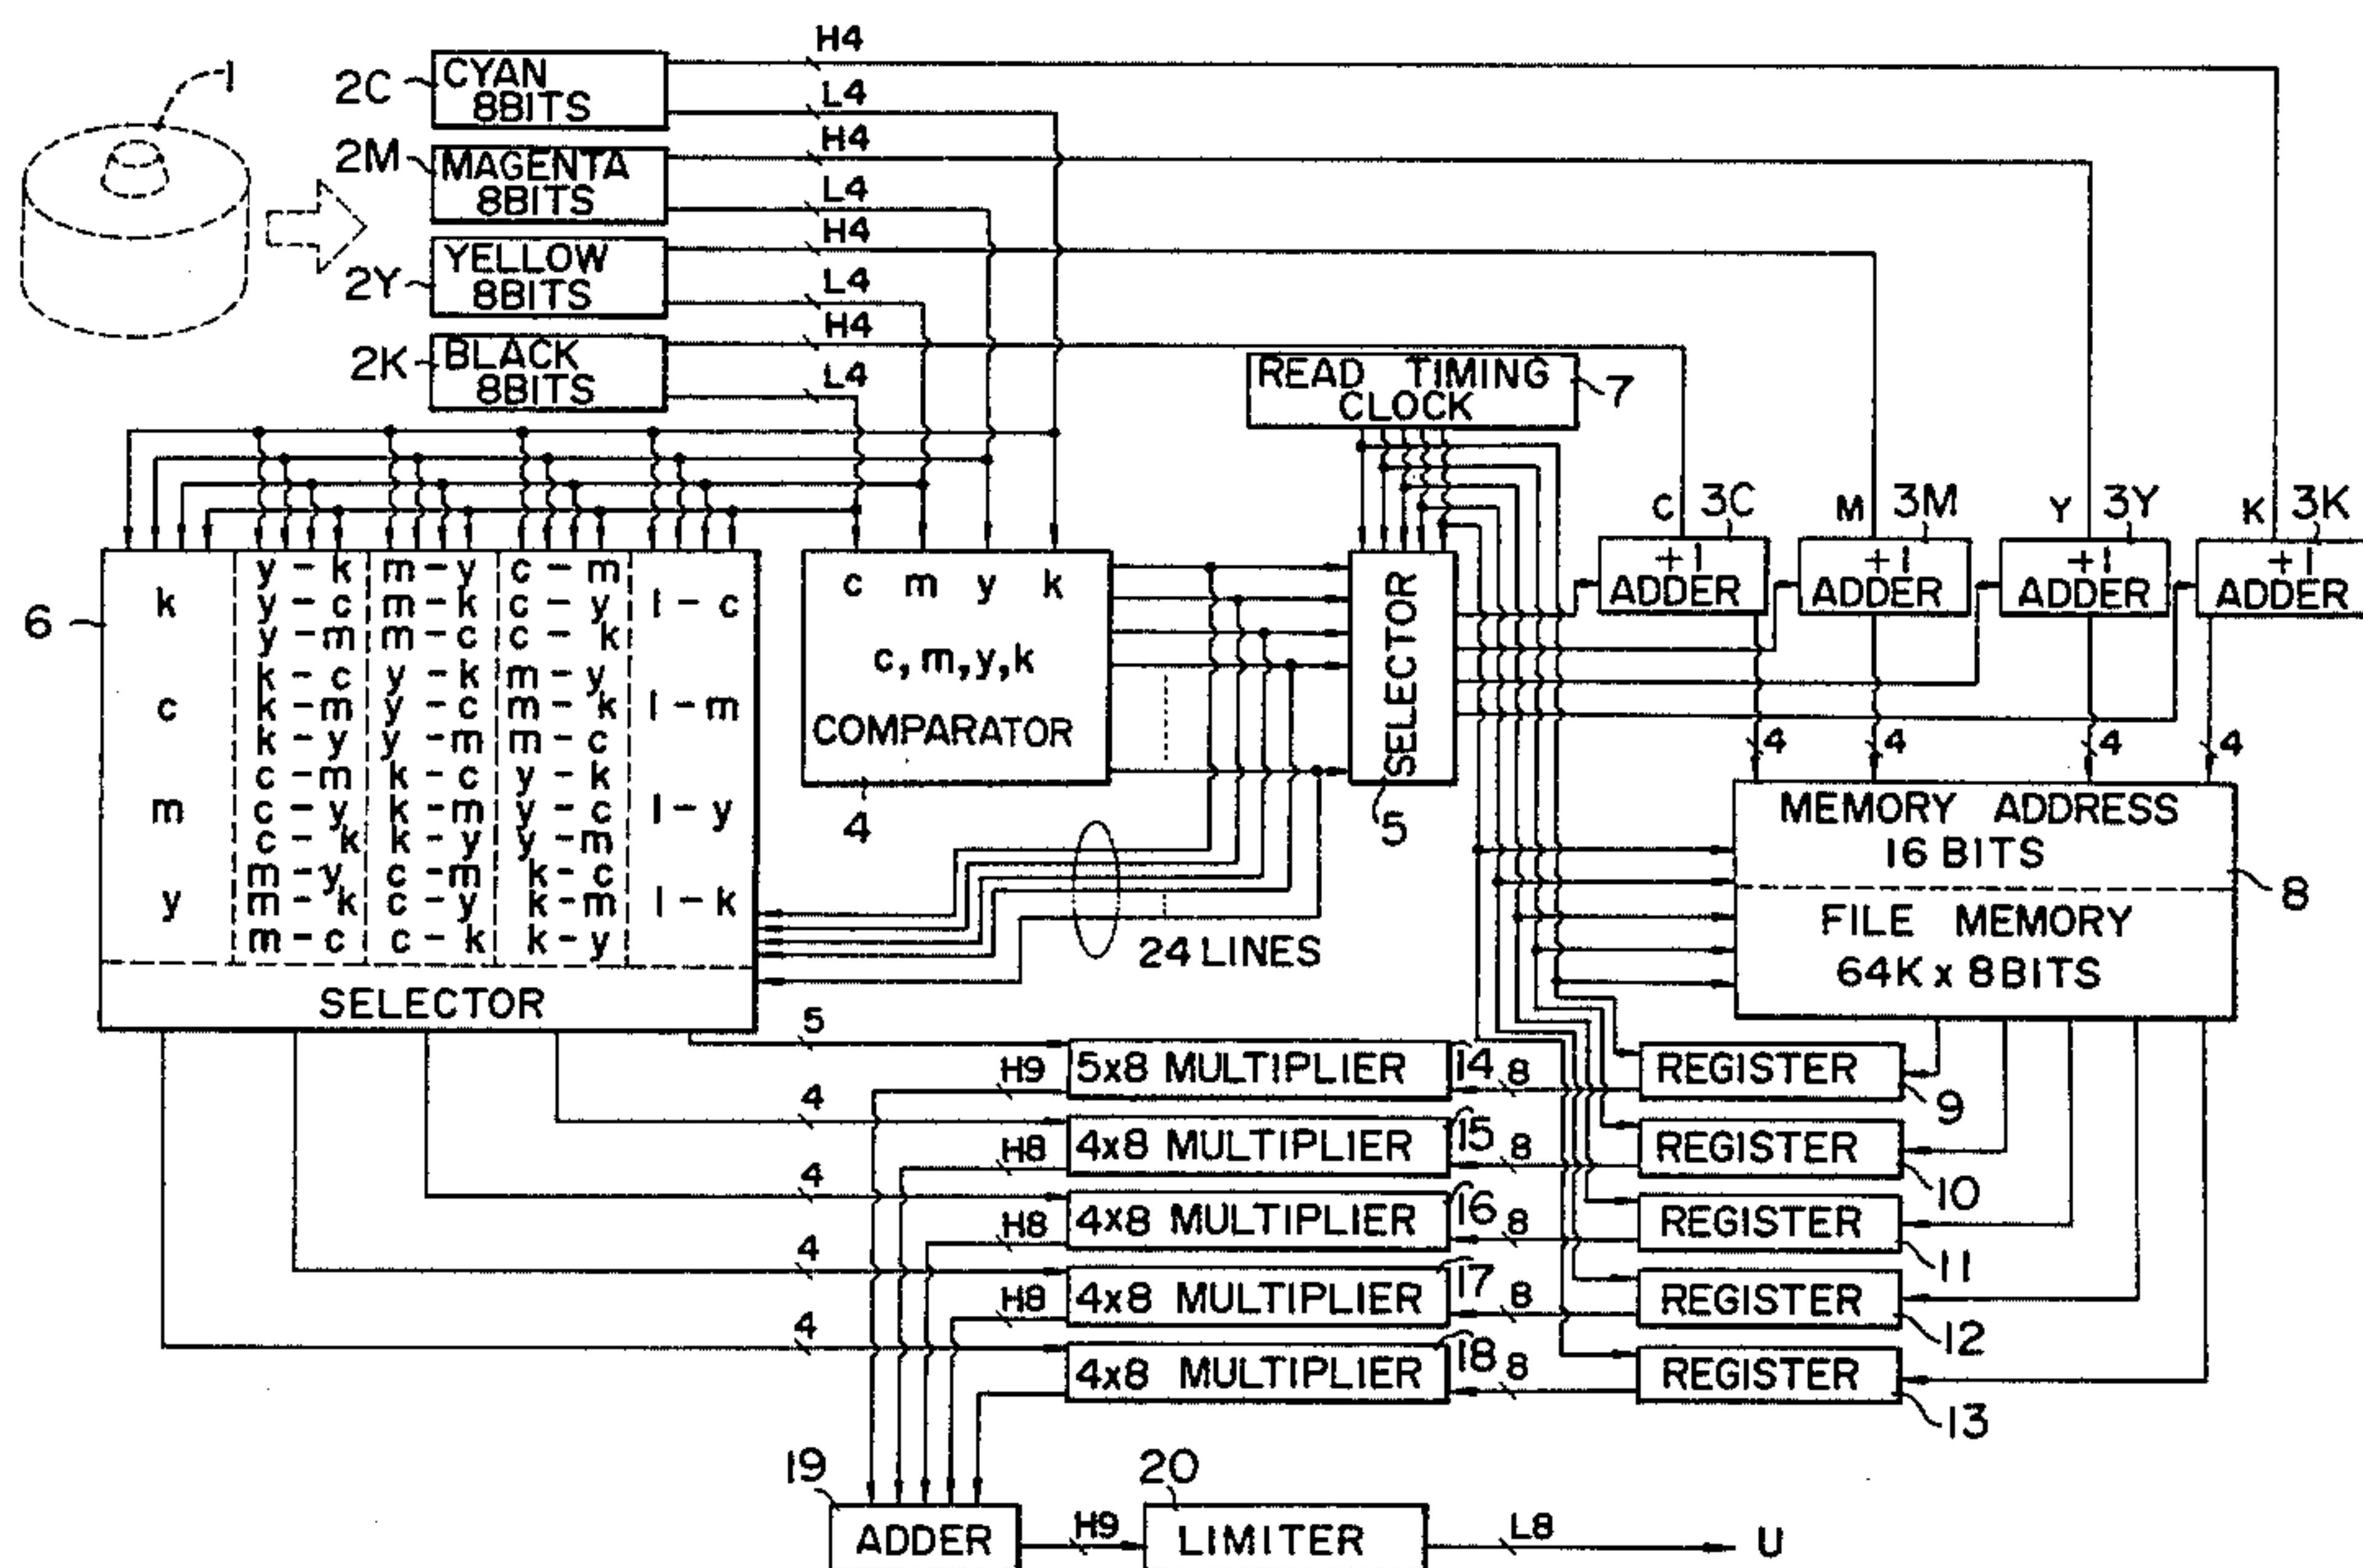 1
2C
CYAN
8BITS
H4
L4
2M
MAGENTA
8BITS
H4
L4
2Y
YELLOW
8BITS
H4
L4
2K
BLACK
8BITS
H4
L4
READ TIMING
CLOCK
7
C 3C
+1
ADDER
M 3M
+1
ADDER
Y 3Y
+1
ADDER
K 3K
+1
ADDER
4 4 4 4
6
k y-k m-y c-m 1-c
y-c m-k c-y
y-m m-c c-k
c k-c y-k m-y 1-m
k-m y-c m-k
k-y y-m m-c
m c-m k-c y-k 1-y
c-y k-m y-c
c-k k-y y-m
y m-y c-m k-c 1-k
m-k c-y k-m
m-c c-k k-y
SELECTOR
c m y k
c,m,y,k
COMPARATOR
4
SELECTOR
5
24 LINES
MEMORY ADDRESS
16 BITS
FILE MEMORY
64K x 8BITS
8
5
5x8 MULTIPLIER
14
H9
8
REGISTER
9
4
4x8 MULTIPLIER
15
H8
8
REGISTER
10
4
4x8 MULTIPLIER
16
H8
8
REGISTER
11
4
4x8 MULTIPLIER
17
H8
8
REGISTER
12
4
4x8 MULTIPLIER
18
8
REGISTER
13
19
ADDER
H9
20
LIMITER
L8
U